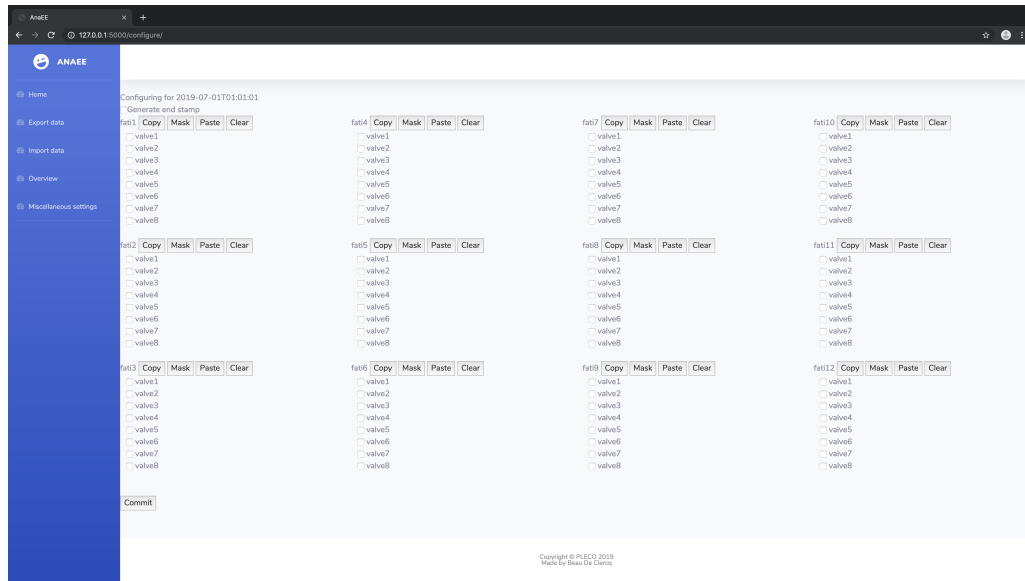 AnaEE
127.0.0.1:5000/configure/
ANAEE
Home
Export data
Import data
Overview
Miscellaneous settings
Configuring for 2019-07-01T01:01:01
Generate end stamp
fati1 Copy Mask Paste Clear
valve1
valve2
valve3
valve4
valve5
valve6
valve7
valve8
fati2 Copy Mask Paste Clear
valve1
valve2
valve3
valve4
valve5
valve6
valve7
valve8
fati3 Copy Mask Paste Clear
valve1
valve2
valve3
valve4
valve5
valve6
valve7
valve8
fati4 Copy Mask Paste Clear
valve1
valve2
valve3
valve4
valve5
valve6
valve7
valve8
fati5 Copy Mask Paste Clear
valve1
valve2
valve3
valve4
valve5
valve6
valve7
valve8
fati6 Copy Mask Paste Clear
valve1
valve2
valve3
valve4
valve5
valve6
valve7
valve8
fati7 Copy Mask Paste Clear
valve1
valve2
valve3
valve4
valve5
valve6
valve7
valve8
fati8 Copy Mask Paste Clear
valve1
valve2
valve3
valve4
valve5
valve6
valve7
valve8
fati9 Copy Mask Paste Clear
valve1
valve2
valve3
valve4
valve5
valve6
valve7
valve8
fati10 Copy Mask Paste Clear
valve1
valve2
valve3
valve4
valve5
valve6
valve7
valve8
fati11 Copy Mask Paste Clear
valve1
valve2
valve3
valve4
valve5
valve6
valve7
valve8
fati12 Copy Mask Paste Clear
valve1
valve2
valve3
valve4
valve5
valve6
valve7
valve8
Commit
Copyright © PLECO 2019
Made by Beau De Clercq